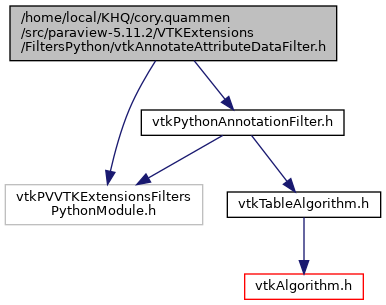 /home/local/KHQ/cory.quammen
/src/paraview-5.11.2/VTKExtensions
/FiltersPython/vtkAnnotateAttributeDataFilter.h
vtkPythonAnnotationFilter.h
vtkPVVTKExtensionsFilters
PythonModule.h
vtkTableAlgorithm.h
vtkAlgorithm.h